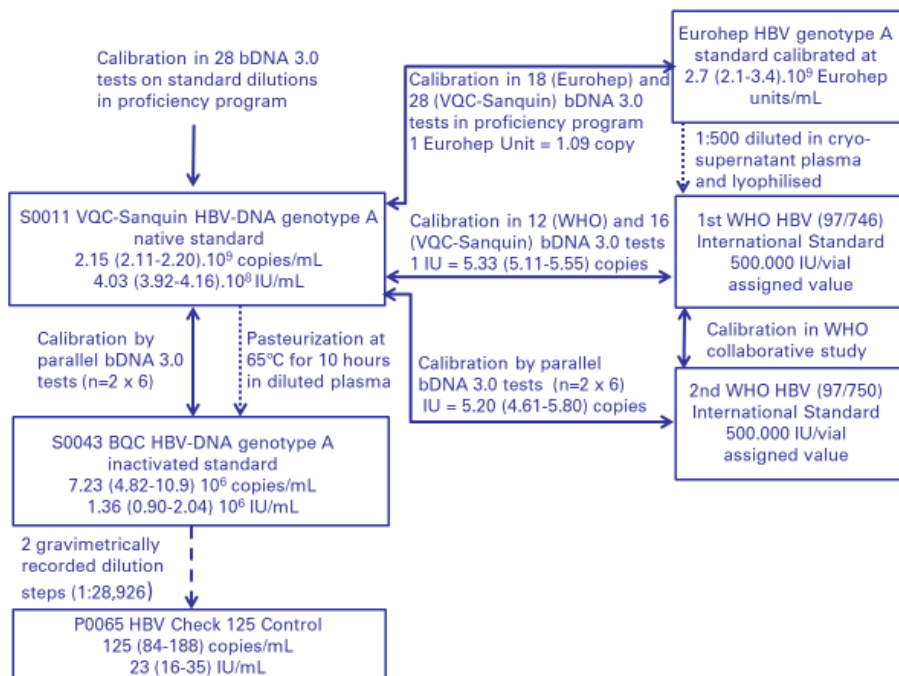 Calibration in 28 bDNA 3.0
tests on standard dilutions
in proficiency program
Calibration in 18 (Eurohep) and
28 (VQC-Sanquin) bDNA 3.0
tests in proficiency program
1 Eurohep Unit = 1.09 copy
Eurohep HBV genotype A
standard calibrated at
2.7 (2.1-3.4).10⁹ Eurohep
units/mL
1:500 diluted in cryo-
supernatant plasma
and lyophilised
S0011 VQC-Sanquin HBV-DNA genotype A
native standard
2.15 (2.11-2.20).10⁹ copies/mL
4.03 (3.92-4.16).10⁸ IU/mL
Calibration in 12 (WHO) and 16
(VQC-Sanquin) bDNA 3.0 tests
1 IU = 5.33 (5.11-5.55) copies
1st WHO HBV (97/746)
International Standard
500.000 IU/vial
assigned value
Calibration by
parallel bDNA 3.0
tests (n=2 x 6)
Pasteurization at
65ºC for 10 hours
in diluted plasma
Calibration by parallel
bDNA 3.0 tests (n=2 x 6)
IU = 5.20 (4.61-5.80) copies
Calibration in WHO
collaborative study
2nd WHO HBV (97/750)
International Standard
500.000 IU/vial
assigned value
S0043 BQC HBV-DNA genotype A
inactivated standard
7.23 (4.82-10.9) 10⁶ copies/mL
1.36 (0.90-2.04) 10⁶ IU/mL
2 gravimetrically
recorded dilution
steps (1:28,926)
P0065 HBV Check 125 Control
125 (84-188) copies/mL
23 (16-35) IU/mL